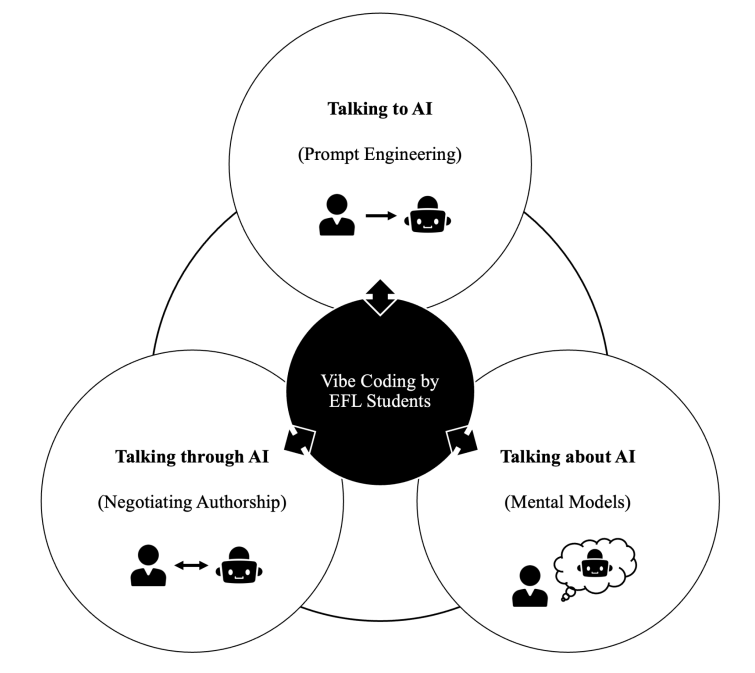 Talking to AI
(Prompt Engineering)
Vibe Coding by
EFL Students
Talking through AI
(Negotiating Authorship)
Talking about AI
(Mental Models)